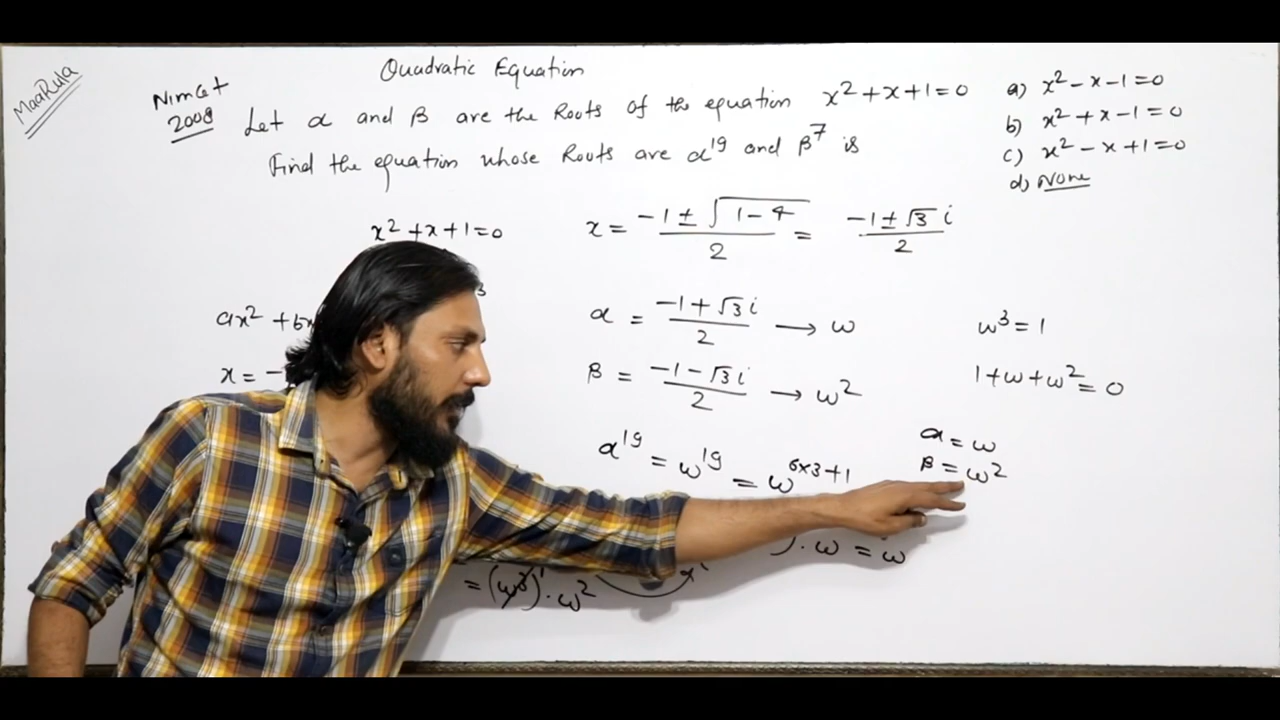 MaaRula
Quadratic Equation
Nimcet
2008
Let α and β are the Roots of the equation x² + x + 1 = 0
Find the equation whose Roots are α¹⁹ and β⁷ is
a) x² - x - 1 = 0
b) x² + x - 1 = 0
c) x² - x + 1 = 0
d) None
x² + x + 1 = 0
x = (-1 ± √(1 - 4))/2 = (-1 ± √3 i)/2
ax² + bx
x = -
α = (-1 + √3 i)/2 → ω
β = (-1 - √3 i)/2 → ω²
ω³ = 1
1 + ω + ω² = 0
α = ω
β = ω²
α¹⁹ = ω¹⁹ = ω^(6×3+1)
). ω = ω
= (ω³) . ω²